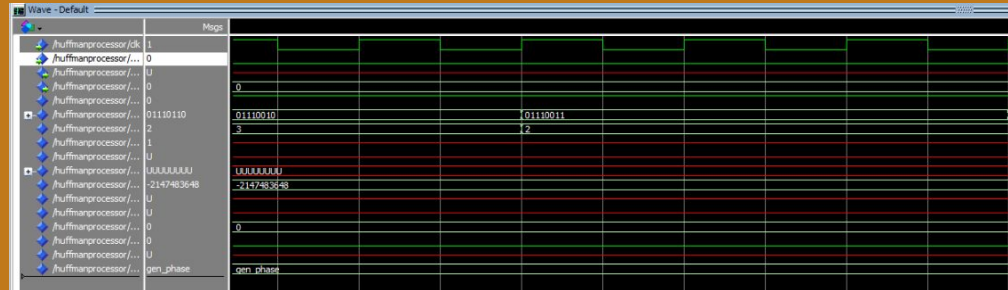 Wave - Default
Msgs
/huffmanprocessor/clk 1
/huffmanprocessor/... 0
/huffmanprocessor/... U
/huffmanprocessor/... 0 0
/huffmanprocessor/... 0
/huffmanprocessor/... 01110110 01110010 01110011
/huffmanprocessor/... 2 3 2
/huffmanprocessor/... 1
/huffmanprocessor/... U
/huffmanprocessor/... UUUUUUUU UUUUUUUU
/huffmanprocessor/... -2147483648 -2147483648
/huffmanprocessor/... U
/huffmanprocessor/... U
/huffmanprocessor/... 0 0
/huffmanprocessor/... 0
/huffmanprocessor/... U
/huffmanprocessor/... gen_phase gen_phase